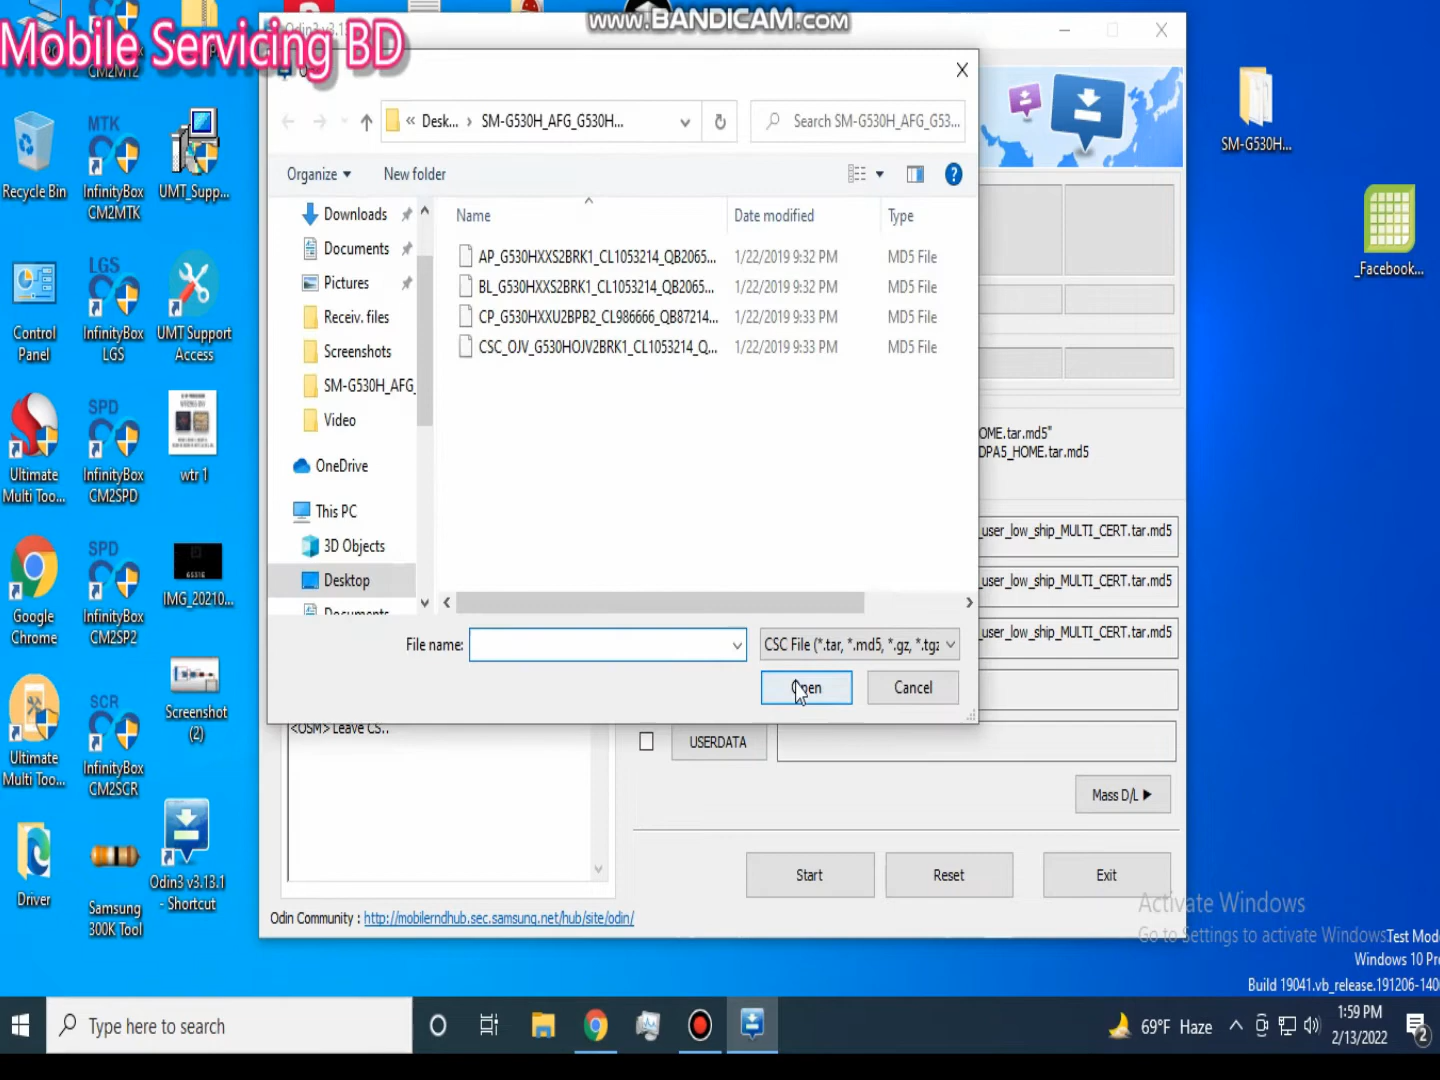 www.BANDICAM.com
Mobile Servicing BD
CM2MT2
Recycle Bin
MTK
InfinityBox
CM2MTK
UMT_Supp...
Control
Panel
LGS
InfinityBox
LGS
UMT Support
Access
Ultimate
Multi Too...
SPD
InfinityBox
CM2SPD
wtr 1
Google
Chrome
SPD
InfinityBox
CM2SP2
IMG_20210...
Ultimate
Multi Too...
SCR
InfinityBox
CM2SCR
Screenshot
(2)
Driver
Samsung
300K Tool
Odin3 v3.13.1
- Shortcut
« Desk... › SM-G530H_AFG_G530H...
Search SM-G530H_AFG_G53...
Organize
New folder
Downloads
Documents
Pictures
Receiv. files
Screenshots
SM-G530H_AFG_
Video
OneDrive
This PC
3D Objects
Desktop
Documents
Name Date modified Type
AP_G530HXXS2BRK1_CL1053214_QB2065... 1/22/2019 9:32 PM MD5 File
BL_G530HXXS2BRK1_CL1053214_QB2065... 1/22/2019 9:32 PM MD5 File
CP_G530HXXU2BPB2_CL986666_QB87214... 1/22/2019 9:33 PM MD5 File
CSC_OJV_G530HOJV2BRK1_CL1053214_Q... 1/22/2019 9:33 PM MD5 File
File name:
CSC File (*.tar, *.md5, *.gz, *.tgz
Open
Cancel
OME.tar.md5"
DPA5_HOME.tar.md5
_user_low_ship_MULTI_CERT.tar.md5
_user_low_ship_MULTI_CERT.tar.md5
_user_low_ship_MULTI_CERT.tar.md5
<OSM> Leave CS..
USERDATA
Mass D/L
Start
Reset
Exit
Odin Community : http://mobilerndhub.sec.samsung.net/hub/site/odin/
SM-G530H...
_Facebook...
Activate Windows
Go to Settings to activate Windows.
Test Mode
Windows 10 Pro
Build 19041.vb_release.191206-140
Type here to search
69°F Haze
1:59 PM
2/13/2022
2